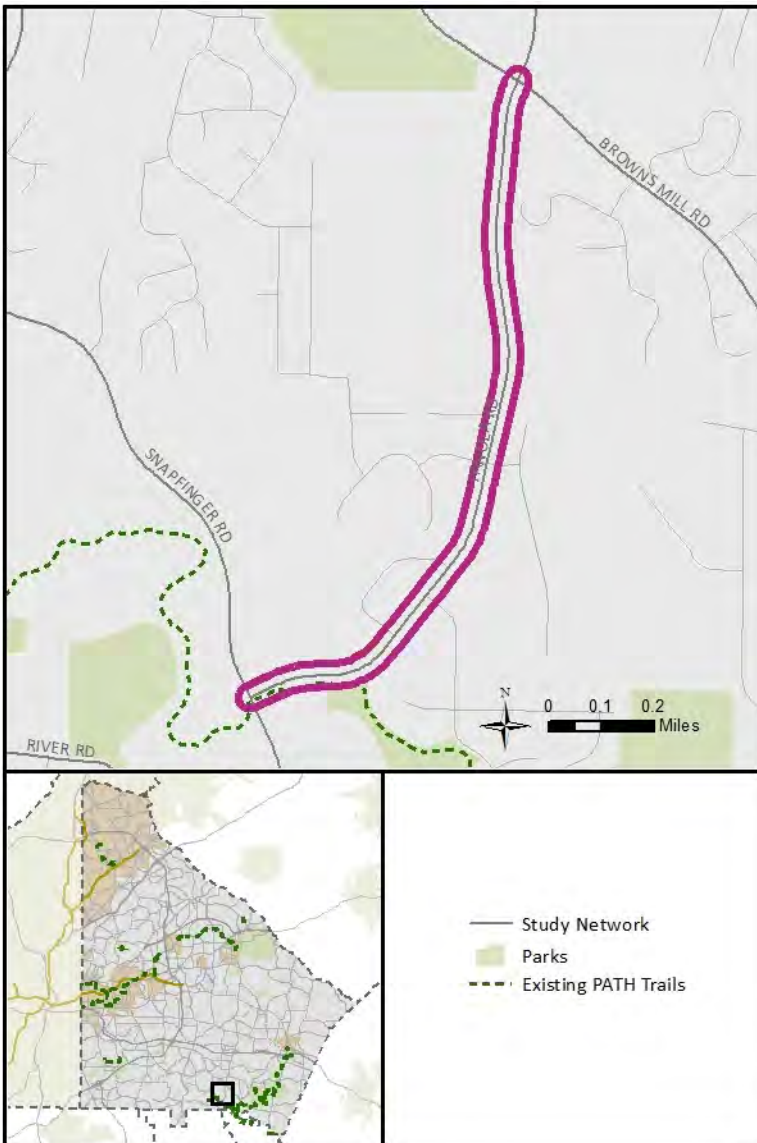 BROWNS MILL RD
SNAPFINGER RD
N
0 0.1 0.2
Miles
RIVER RD
Study Network
Parks
Existing PATH Trails